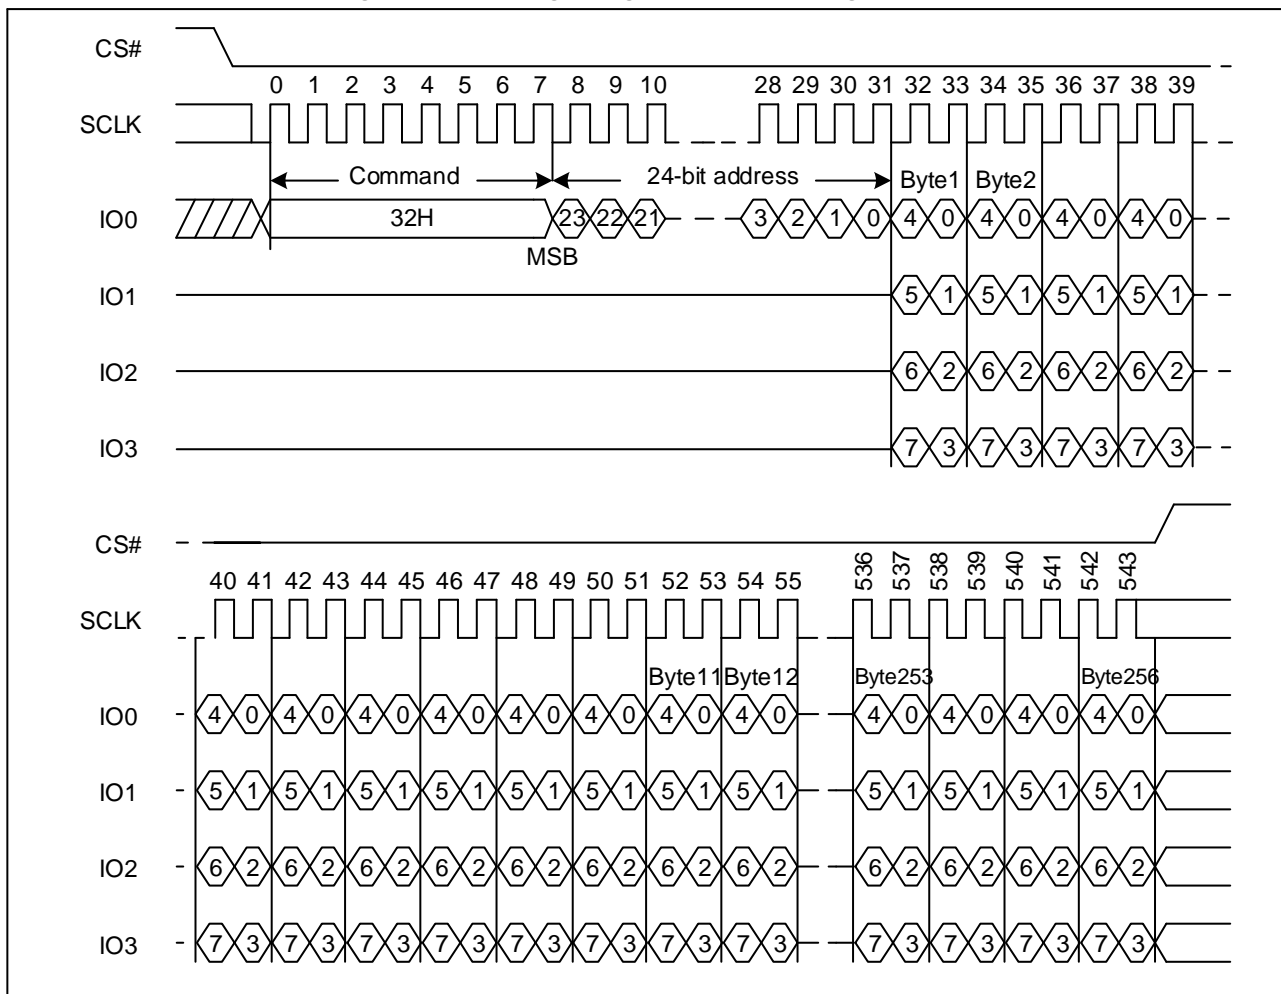 CS#
0 1 2 3 4 5 6 7 8 9 10 28 29 30 31 32 33 34 35 36 37 38 39
SCLK
Command 24-bit address Byte1 Byte2
IO0 32H 23 22 21 3 2 1 0 4 0 4 0 4 0 4 0
MSB
IO1 5 1 5 1 5 1 5 1
IO2 6 2 6 2 6 2 6 2
IO3 7 3 7 3 7 3 7 3
CS#
40 41 42 43 44 45 46 47 48 49 50 51 52 53 54 55 536 537 538 539 540 541 542 543
SCLK
Byte11 Byte12 Byte253 Byte256
IO0 4 0 4 0 4 0 4 0 4 0 4 0 4 0 4 0 4 0 4 0 4 0 4 0
IO1 5 1 5 1 5 1 5 1 5 1 5 1 5 1 5 1 5 1 5 1 5 1 5 1
IO2 6 2 6 2 6 2 6 2 6 2 6 2 6 2 6 2 6 2 6 2 6 2 6 2
IO3 7 3 7 3 7 3 7 3 7 3 7 3 7 3 7 3 7 3 7 3 7 3 7 3